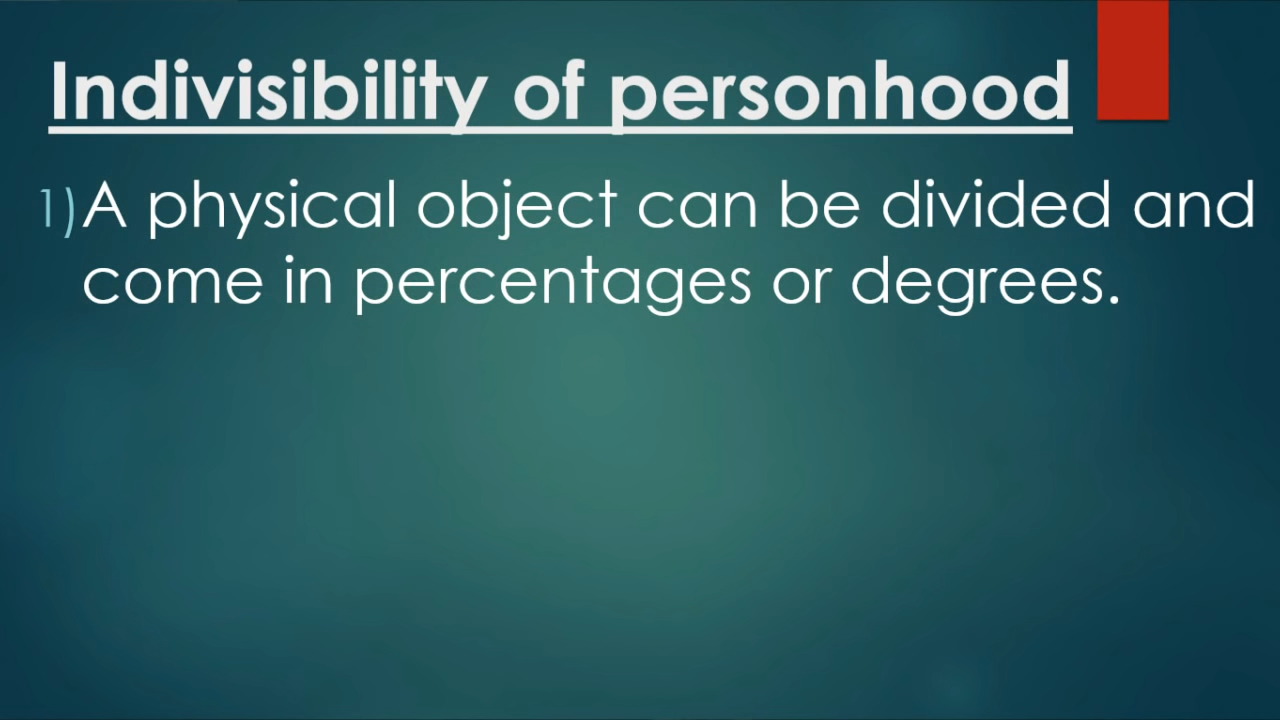 Indivisibility of personhood
1) A physical object can be divided and
come in percentages or degrees.